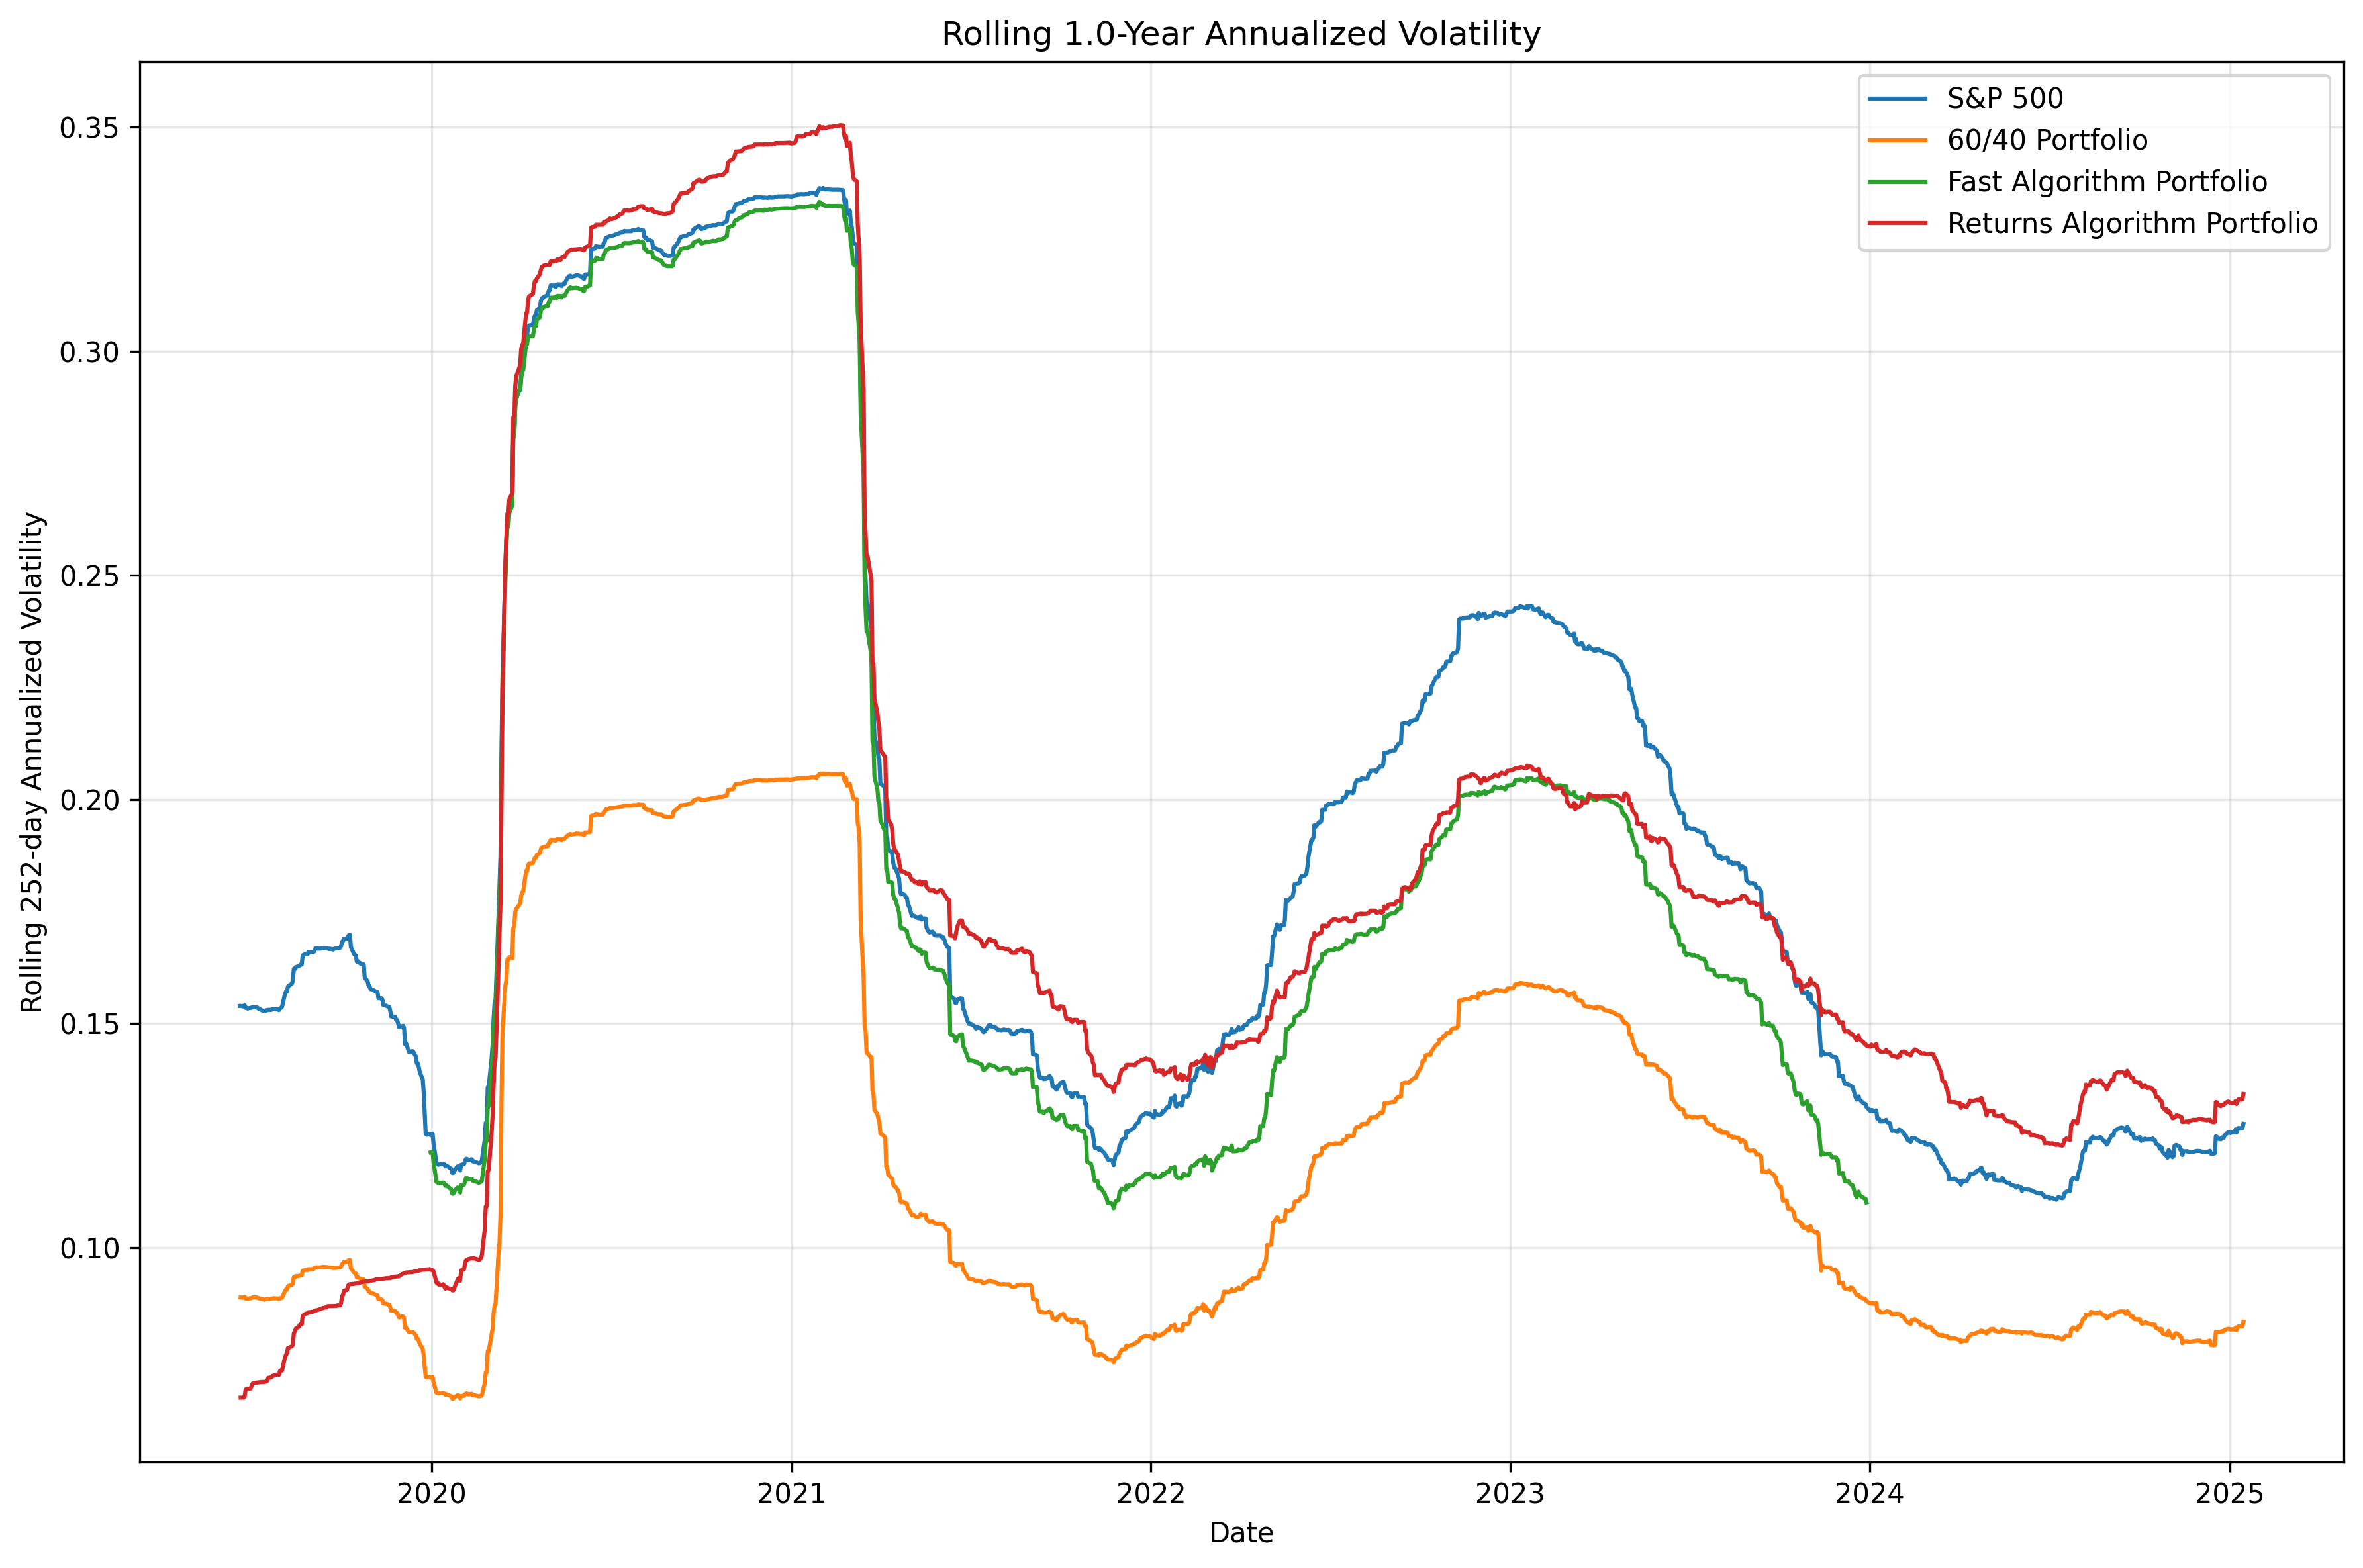 Rolling 1.0-Year Annualized Volatility
S&P 500
60/40 Portfolio
Fast Algorithm Portfolio
Returns Algorithm Portfolio
Rolling 252-day Annualized Volatility
0.35
0.30
0.25
0.20
0.15
0.10
2020
2021
2022
2023
2024
2025
Date